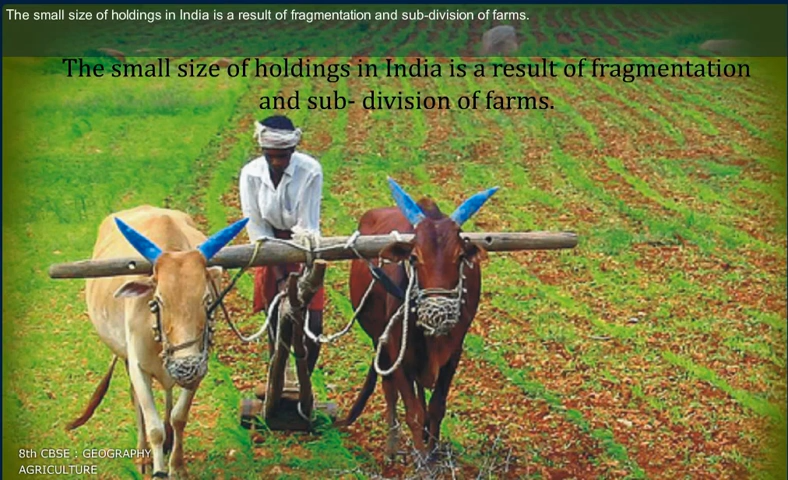 The small size of holdings in India is a result of fragmentation and sub-division of farms.
The small size of holdings in India is a result of fragmentation
and sub- division of farms.
8th CBSE : GEOGRAPHY
AGRICULTURE